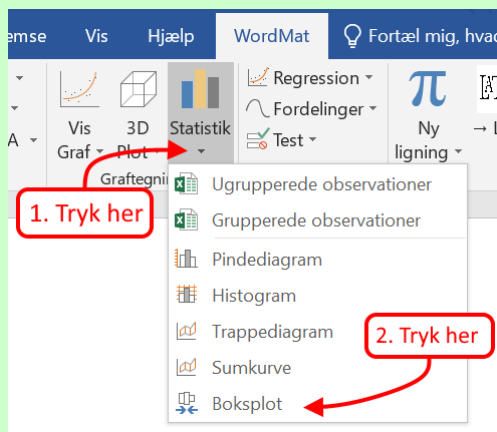 emse Vis Hjælp WordMat Fortæl mig, hvad
Vis Graf
3D Plot
Statistik
Regression
Fordelinger
Test
π
Ny ligning
A
Graftegni
1. Tryk her
Ugrupperede observationer
Grupperede observationer
Pindediagram
Histogram
Trappediagram
2. Tryk her
Sumkurve
Boksplot